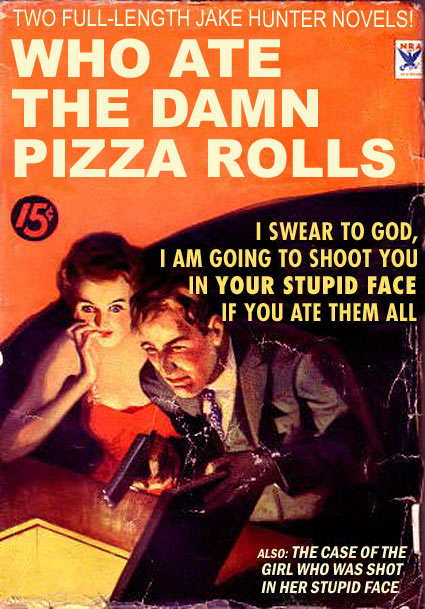 TWO FULL-LENGTH JAKE HUNTER NOVELS!
WHO ATE
THE DAMN
PIZZA ROLLS
NRA
15¢
I SWEAR TO GOD,
I AM GOING TO SHOOT YOU
IN YOUR STUPID FACE
IF YOU ATE THEM ALL
ALSO: THE CASE OF THE
GIRL WHO WAS SHOT
IN HER STUPID FACE